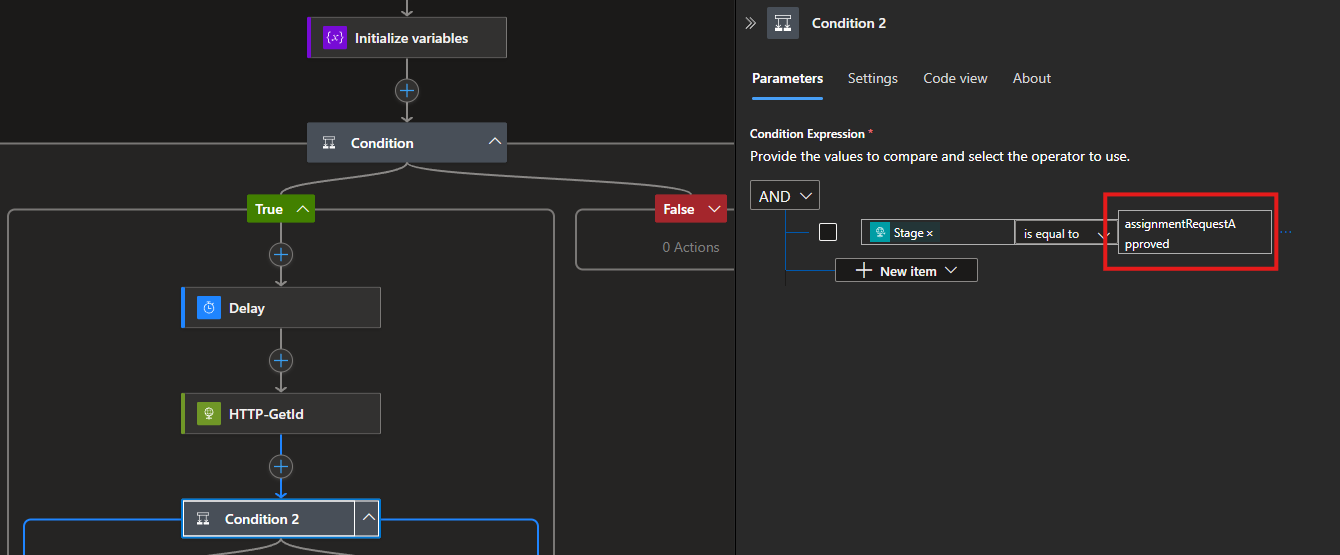 Initialize variables
Condition
True
False
0 Actions
Delay
HTTP-GetId
Condition 2
Condition 2
Parameters
Settings
Code view
About
Condition Expression *
Provide the values to compare and select the operator to use.
AND
Stage ×
is equal to
assignmentRequestA
pproved
...
New item